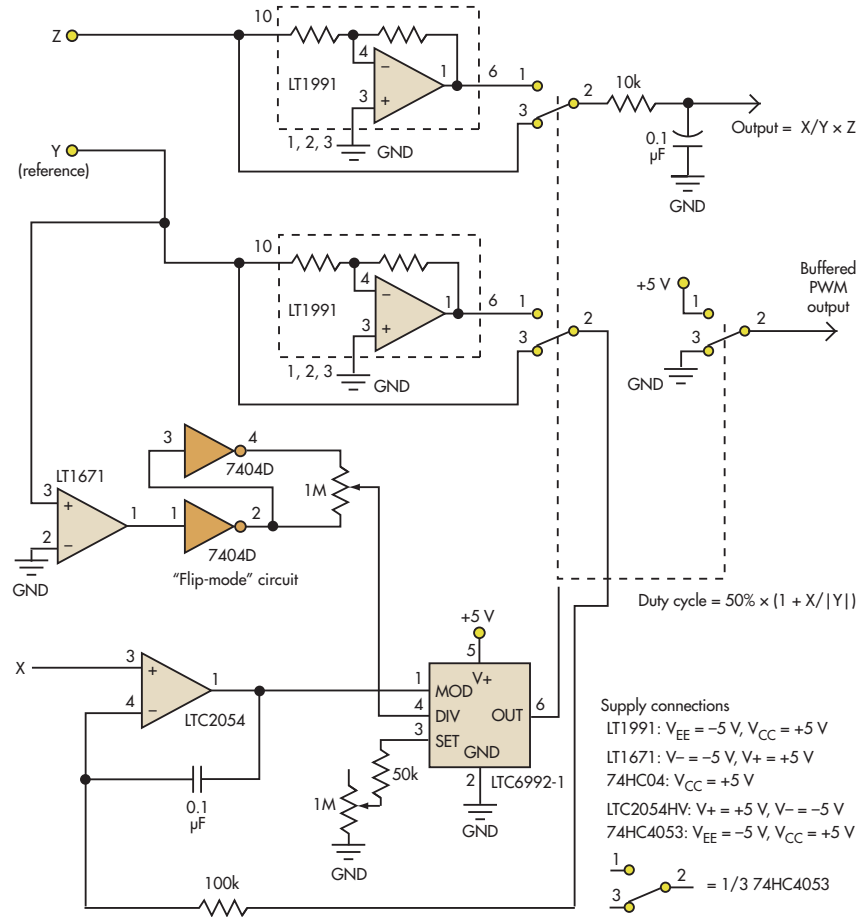 10
Z
4
1
6
1
LT1991
3
2
10k
3
Output = X/Y × Z
0.1
µF
1, 2, 3
GND
Y
(reference)
GND
10
4
1
6
1
LT1991
3
2
3
1, 2, 3
GND
+5 V
Buffered
PWM
output
1
2
3
GND
3
4
7404D
LT1671
1M
3
1
1
2
2
7404D
GND
“Flip-mode” circuit
+5 V
Duty cycle = 50% × (1 + X/|Y|)
X
3
1
4
LTC2054
5
V+
1
MOD
4
DIV
OUT
6
3
SET
GND
2
LTC6992-1
GND
50k
1M
GND
0.1
µF
100k
Supply connections
LT1991: VEE = –5 V, VCC = +5 V
LT1671: V– = –5 V, V+ = +5 V
74HC04: VCC = +5 V
LTC2054HV: V+ = +5 V, V– = –5 V
74HC4053: VEE = –5 V, VCC = +5 V
1
2
3
= 1/3 74HC4053